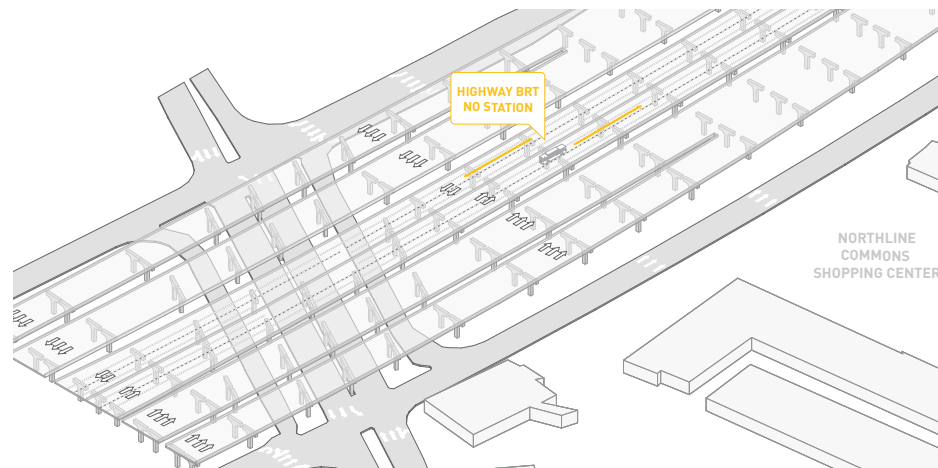 HIGHWAY BRT
NO STATION
NORTHLINE
COMMONS
SHOPPING CENTER